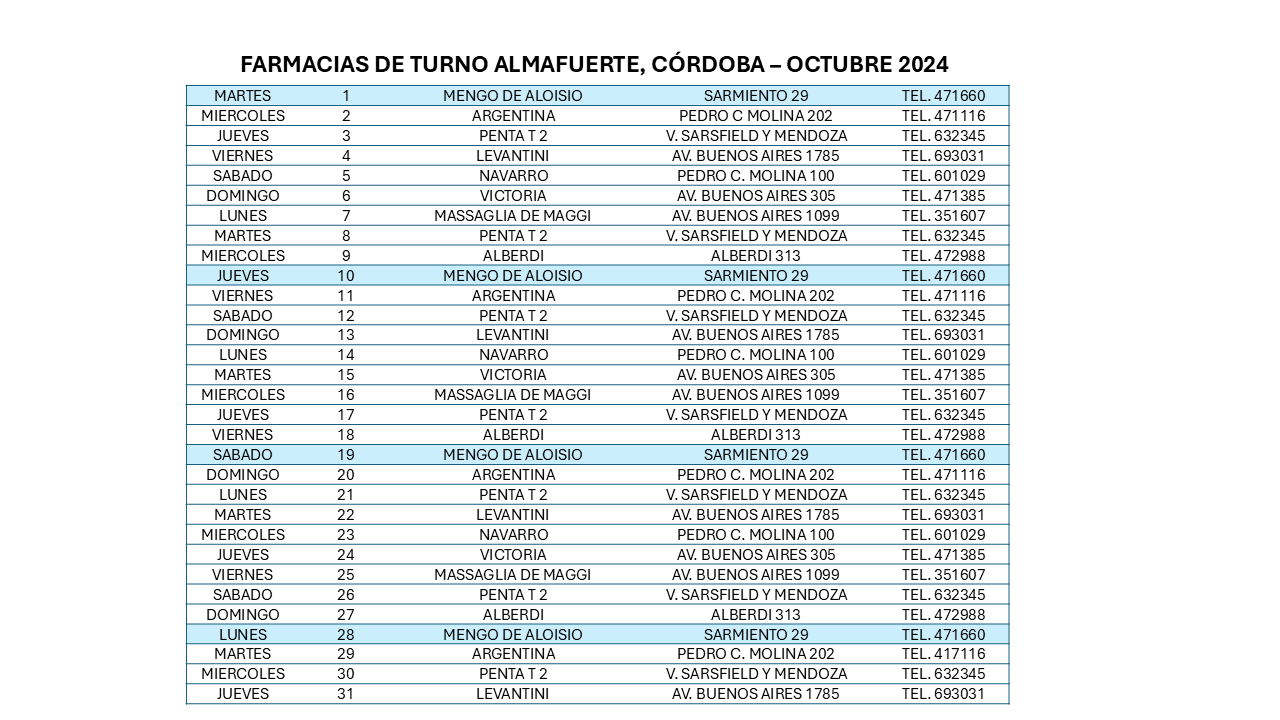 FARMACIAS DE TURNO ALMAFUERTE, CÓRDOBA – OCTUBRE 2024
MARTES 1 MENGO DE ALOISIO SARMIENTO 29 TEL. 471660
MIERCOLES 2 ARGENTINA PEDRO C MOLINA 202 TEL. 471116
JUEVES 3 PENTA T 2 V. SARSFIELD Y MENDOZA TEL. 632345
VIERNES 4 LEVANTINI AV. BUENOS AIRES 1785 TEL. 693031
SABADO 5 NAVARRO PEDRO C. MOLINA 100 TEL. 601029
DOMINGO 6 VICTORIA AV. BUENOS AIRES 305 TEL. 471385
LUNES 7 MASSAGLIA DE MAGGI AV. BUENOS AIRES 1099 TEL. 351607
MARTES 8 PENTA T 2 V. SARSFIELD Y MENDOZA TEL. 632345
MIERCOLES 9 ALBERDI ALBERDI 313 TEL. 472988
JUEVES 10 MENGO DE ALOISIO SARMIENTO 29 TEL. 471660
VIERNES 11 ARGENTINA PEDRO C. MOLINA 202 TEL. 471116
SABADO 12 PENTA T 2 V. SARSFIELD Y MENDOZA TEL. 632345
DOMINGO 13 LEVANTINI AV. BUENOS AIRES 1785 TEL. 693031
LUNES 14 NAVARRO PEDRO C. MOLINA 100 TEL. 601029
MARTES 15 VICTORIA AV. BUENOS AIRES 305 TEL. 471385
MIERCOLES 16 MASSAGLIA DE MAGGI AV. BUENOS AIRES 1099 TEL. 351607
JUEVES 17 PENTA T 2 V. SARSFIELD Y MENDOZA TEL. 632345
VIERNES 18 ALBERDI ALBERDI 313 TEL. 472988
SABADO 19 MENGO DE ALOISIO SARMIENTO 29 TEL. 471660
DOMINGO 20 ARGENTINA PEDRO C. MOLINA 202 TEL. 471116
LUNES 21 PENTA T 2 V. SARSFIELD Y MENDOZA TEL. 632345
MARTES 22 LEVANTINI AV. BUENOS AIRES 1785 TEL. 693031
MIERCOLES 23 NAVARRO PEDRO C. MOLINA 100 TEL. 601029
JUEVES 24 VICTORIA AV. BUENOS AIRES 305 TEL. 471385
VIERNES 25 MASSAGLIA DE MAGGI AV. BUENOS AIRES 1099 TEL. 351607
SABADO 26 PENTA T 2 V. SARSFIELD Y MENDOZA TEL. 632345
DOMINGO 27 ALBERDI ALBERDI 313 TEL. 472988
LUNES 28 MENGO DE ALOISIO SARMIENTO 29 TEL. 471660
MARTES 29 ARGENTINA PEDRO C. MOLINA 202 TEL. 417116
MIERCOLES 30 PENTA T 2 V. SARSFIELD Y MENDOZA TEL. 632345
JUEVES 31 LEVANTINI AV. BUENOS AIRES 1785 TEL. 693031